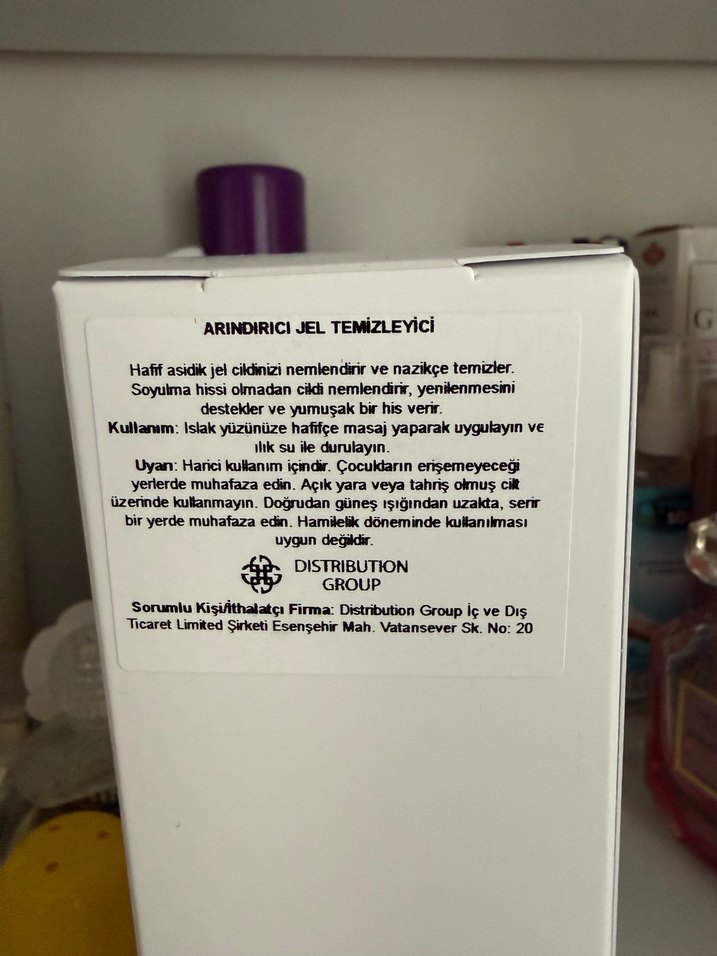 ARINDIRICI JEL TEMİZLEYİCİ
Hafif asidik jel cildinizi nemlendirir ve nazikçe temizler.
Soyulma hissi olmadan cildi nemlendirir, yenilenmesini
destekler ve yumuşak bir his verir.
Kullanım: Islak yüzünüze hafifçe masaj yaparak uygulayın ve
ılık su ile durulayın.
Uyarı: Harici kullanım içindir. Çocukların erişemeyeceği
yerlerde muhafaza edin. Açık yara veya tahriş olmuş cilt
üzerinde kullanmayın. Doğrudan güneş ışığından uzakta, serir
bir yerde muhafaza edin. Hamilelik döneminde kullanılması
uygun değildir.
DISTRIBUTION
GROUP
Sorumlu Kişi/İthalatçı Firma: Distribution Group İç ve Dış
Ticaret Limited Şirketi Esenşehir Mah. Vatansever Sk. No: 20
G